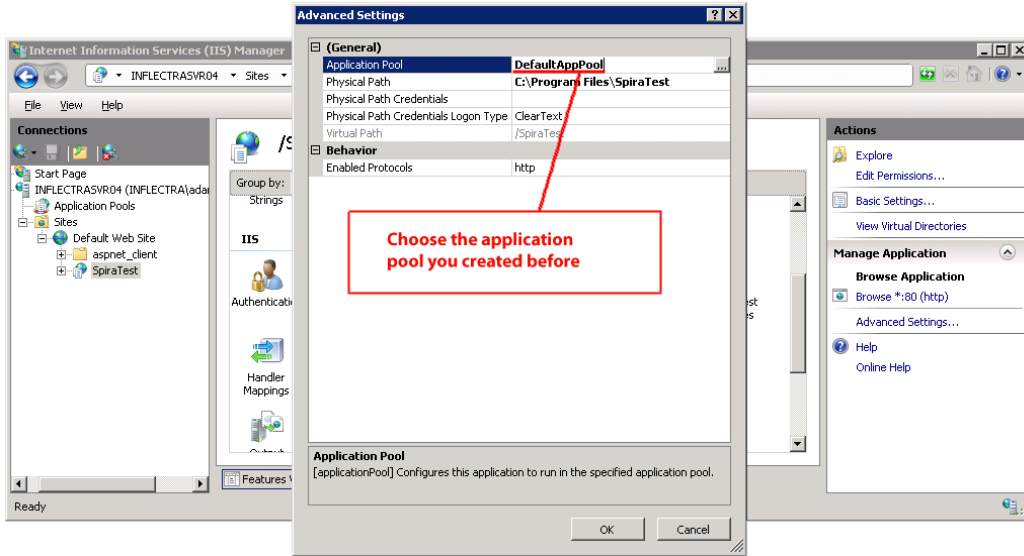 Advanced Settings
(General)
Application Pool DefaultAppPool ...
Physical Path C:\Program Files\SpiraTest
Physical Path Credentials
Physical Path Credentials Logon Type ClearText
Virtual Path /SpiraTest
Behavior
Enabled Protocols http
Choose the application
pool you created before
Application Pool
[applicationPool] Configures this application to run in the specified application pool.
OK Cancel
Internet Information Services (IIS) Manager
INFLECTRASVR04 Sites
File View Help
Connections
Start Page
INFLECTRASVR04 (INFLECTRA\ada
Application Pools
Sites
Default Web Site
aspnet_client
SpiraTest
/S
Group by:
Strings
IIS
Authenticati
Handler
Mappings
Features
Ready
Actions
Explore
Edit Permissions...
Basic Settings...
View Virtual Directories
Manage Application
Browse Application
Browse *:80 (http)
Advanced Settings...
Help
Online Help